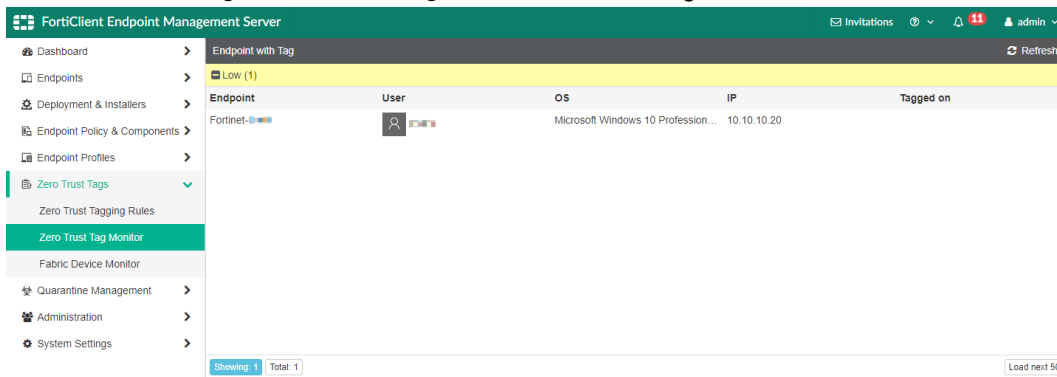 FortiClient Endpoint Management Server
Invitations
11
admin
Dashboard
Endpoints
Deployment & Installers
Endpoint Policy & Components
Endpoint Profiles
Zero Trust Tags
Zero Trust Tagging Rules
Zero Trust Tag Monitor
Fabric Device Monitor
Quarantine Management
Administration
System Settings
Endpoint with Tag
Refresh
Low (1)
Endpoint User OS IP Tagged on
Fortinet- Microsoft Windows 10 Profession... 10.10.10.20
Showing: 1 Total: 1
Load next 50